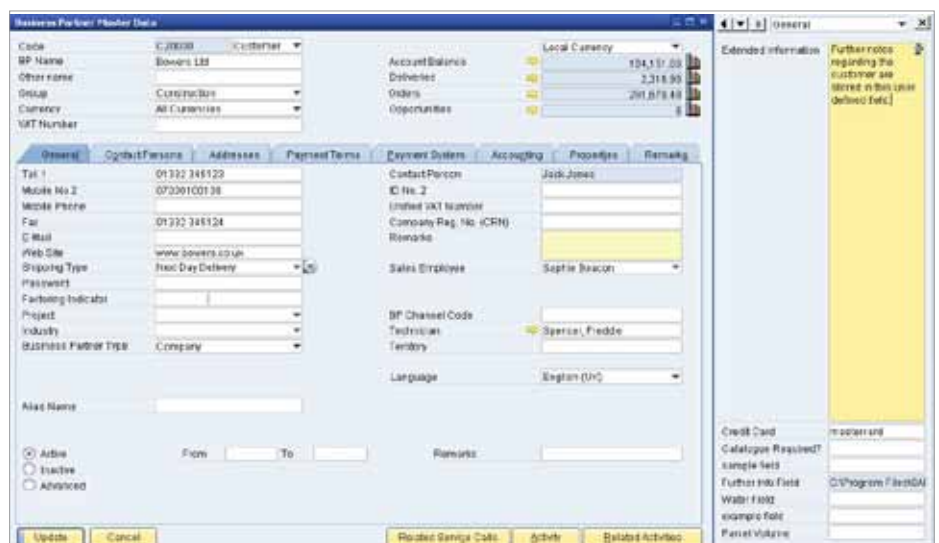 Business Partner Master Data
General
Code C20000 Customer Local Currency
BP Name Bowers Ltd Account Balance
Other name Deliveries
Group Construction Orders
Currency All Currencies Opportunities
VAT Number
General Contact Persons Addresses Payment Terms Payment System Accounting Properties Remarks
Tel. 1 01332 345123 Contact Person Jack Jones
Mobile No 2 ID No. 2
Mobile Phone Unified VAT Number
Fax 01332 345124 Company Reg. No. (CRN)
E-Mail Remarks
Web Site www.bowers.co.uk
Shipping Type Next Day Delivery Sales Employee Sophie Beacon
Password
Factoring Indicator
Project BP Channel Code
Industry Technician
Business Partner Type Company Territory
Language English (UK)
Alias Name
Active From To Remarks
Inactive
Advanced
Update Cancel Related Service Calls Activity Related Activities
Extended information Further notes
regarding the
customer are
stored in this user
defined field.
Credit Card mastercard
Catalogue Required?
sample field
Further Info Field
Water Field
example field
Parcel Volume